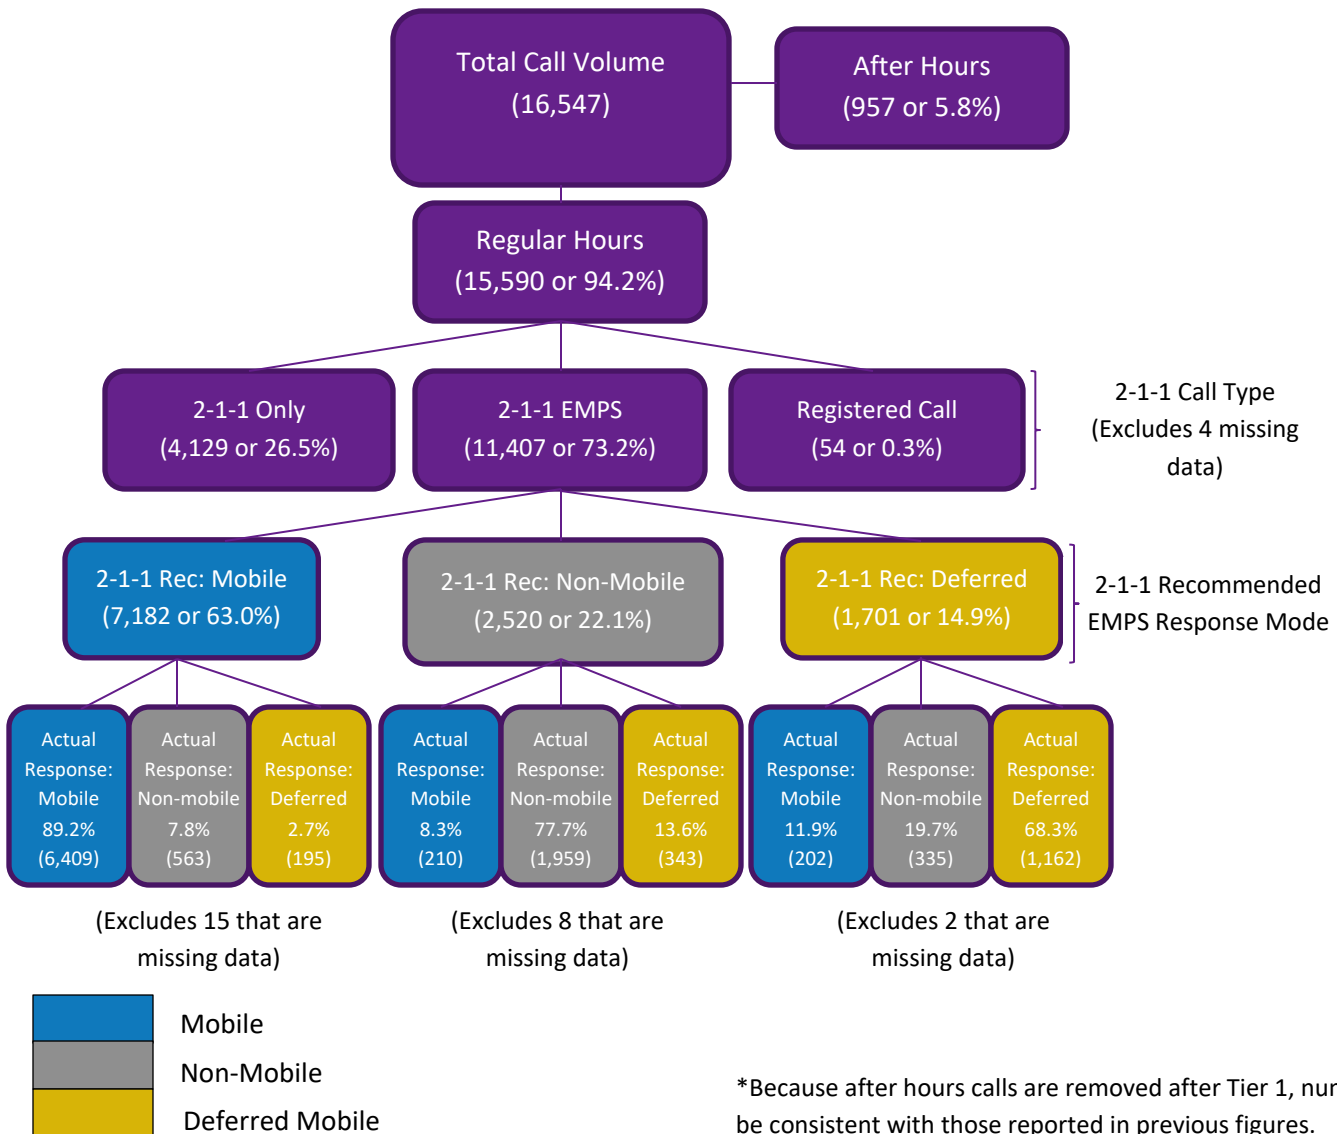 Total Call Volume
(16,547)
After Hours
(957 or 5.8%)
Regular Hours
(15,590 or 94.2%)
2-1-1 Only
(4,129 or 26.5%)
2-1-1 EMPS
(11,407 or 73.2%)
Registered Call
(54 or 0.3%)
2-1-1 Call Type
(Excludes 4 missing
data)
2-1-1 Rec: Mobile
(7,182 or 63.0%)
2-1-1 Rec: Non-Mobile
(2,520 or 22.1%)
2-1-1 Rec: Deferred
(1,701 or 14.9%)
2-1-1 Recommended
EMPS Response Mode
Actual
Response:
Mobile
89.2%
(6,409)
Actual
Response:
Non-mobile
7.8%
(563)
Actual
Response:
Deferred
2.7%
(195)
Actual
Response:
Mobile
8.3%
(210)
Actual
Response:
Non-mobile
77.7%
(1,959)
Actual
Response:
Deferred
13.6%
(343)
Actual
Response:
Mobile
11.9%
(202)
Actual
Response:
Non-mobile
19.7%
(335)
Actual
Response:
Deferred
68.3%
(1,162)
(Excludes 15 that are
missing data)
(Excludes 8 that are
missing data)
(Excludes 2 that are
missing data)
Mobile
Non-Mobile
Deferred Mobile
*Because after hours calls are removed after Tier 1,
be consistent with those reported in previous figures.